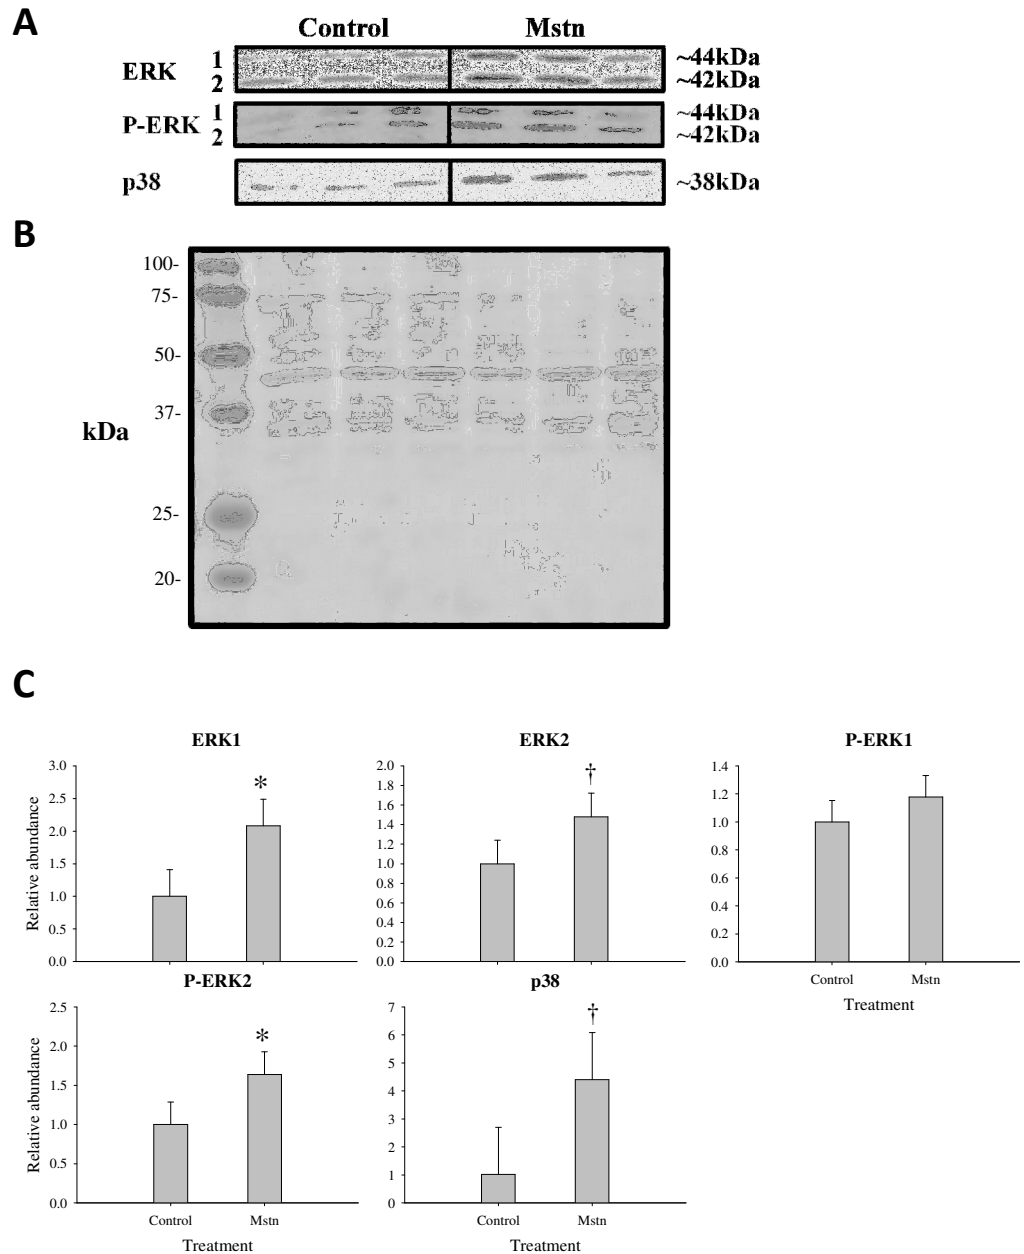 A
Control Mstn
ERK 1 ~44kDa
2 ~42kDa
P-ERK 1 ~44kDa
2 ~42kDa
p38 ~38kDa
B
100-
75-
50-
37-
kDa
25-
20-
C
ERK1 ERK2 P-ERK1
Relative abundance
3.0
2.5
2.0
1.5
1.0
0.5
0.0
*
2.0
1.8
1.6
1.4
1.2
1.0
0.8
0.6
0.4
0.2
0.0
†
1.4
1.2
1.0
0.8
0.6
0.4
0.2
0.0
Control Mstn
Treatment
P-ERK2 p38
Relative abundance
2.5
2.0
1.5
1.0
0.5
0.0
*
Control Mstn
Treatment
7
6
5
4
3
2
1
0
†
Control Mstn
Treatment